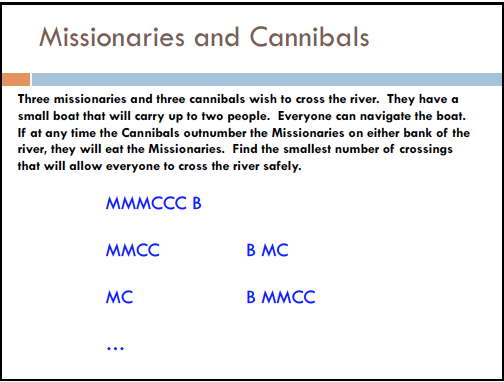 Missionaries and Cannibals
Three missionaries and three cannibals wish to cross the river. They have a
small boat that will carry up to two people. Everyone can navigate the boat.
If at any time the Cannibals outnumber the Missionaries on either bank of the
river, they will eat the Missionaries. Find the smallest number of crossings
that will allow everyone to cross the river safely.
MMMCCC B
MMCC B MC
MC B MMCC
...